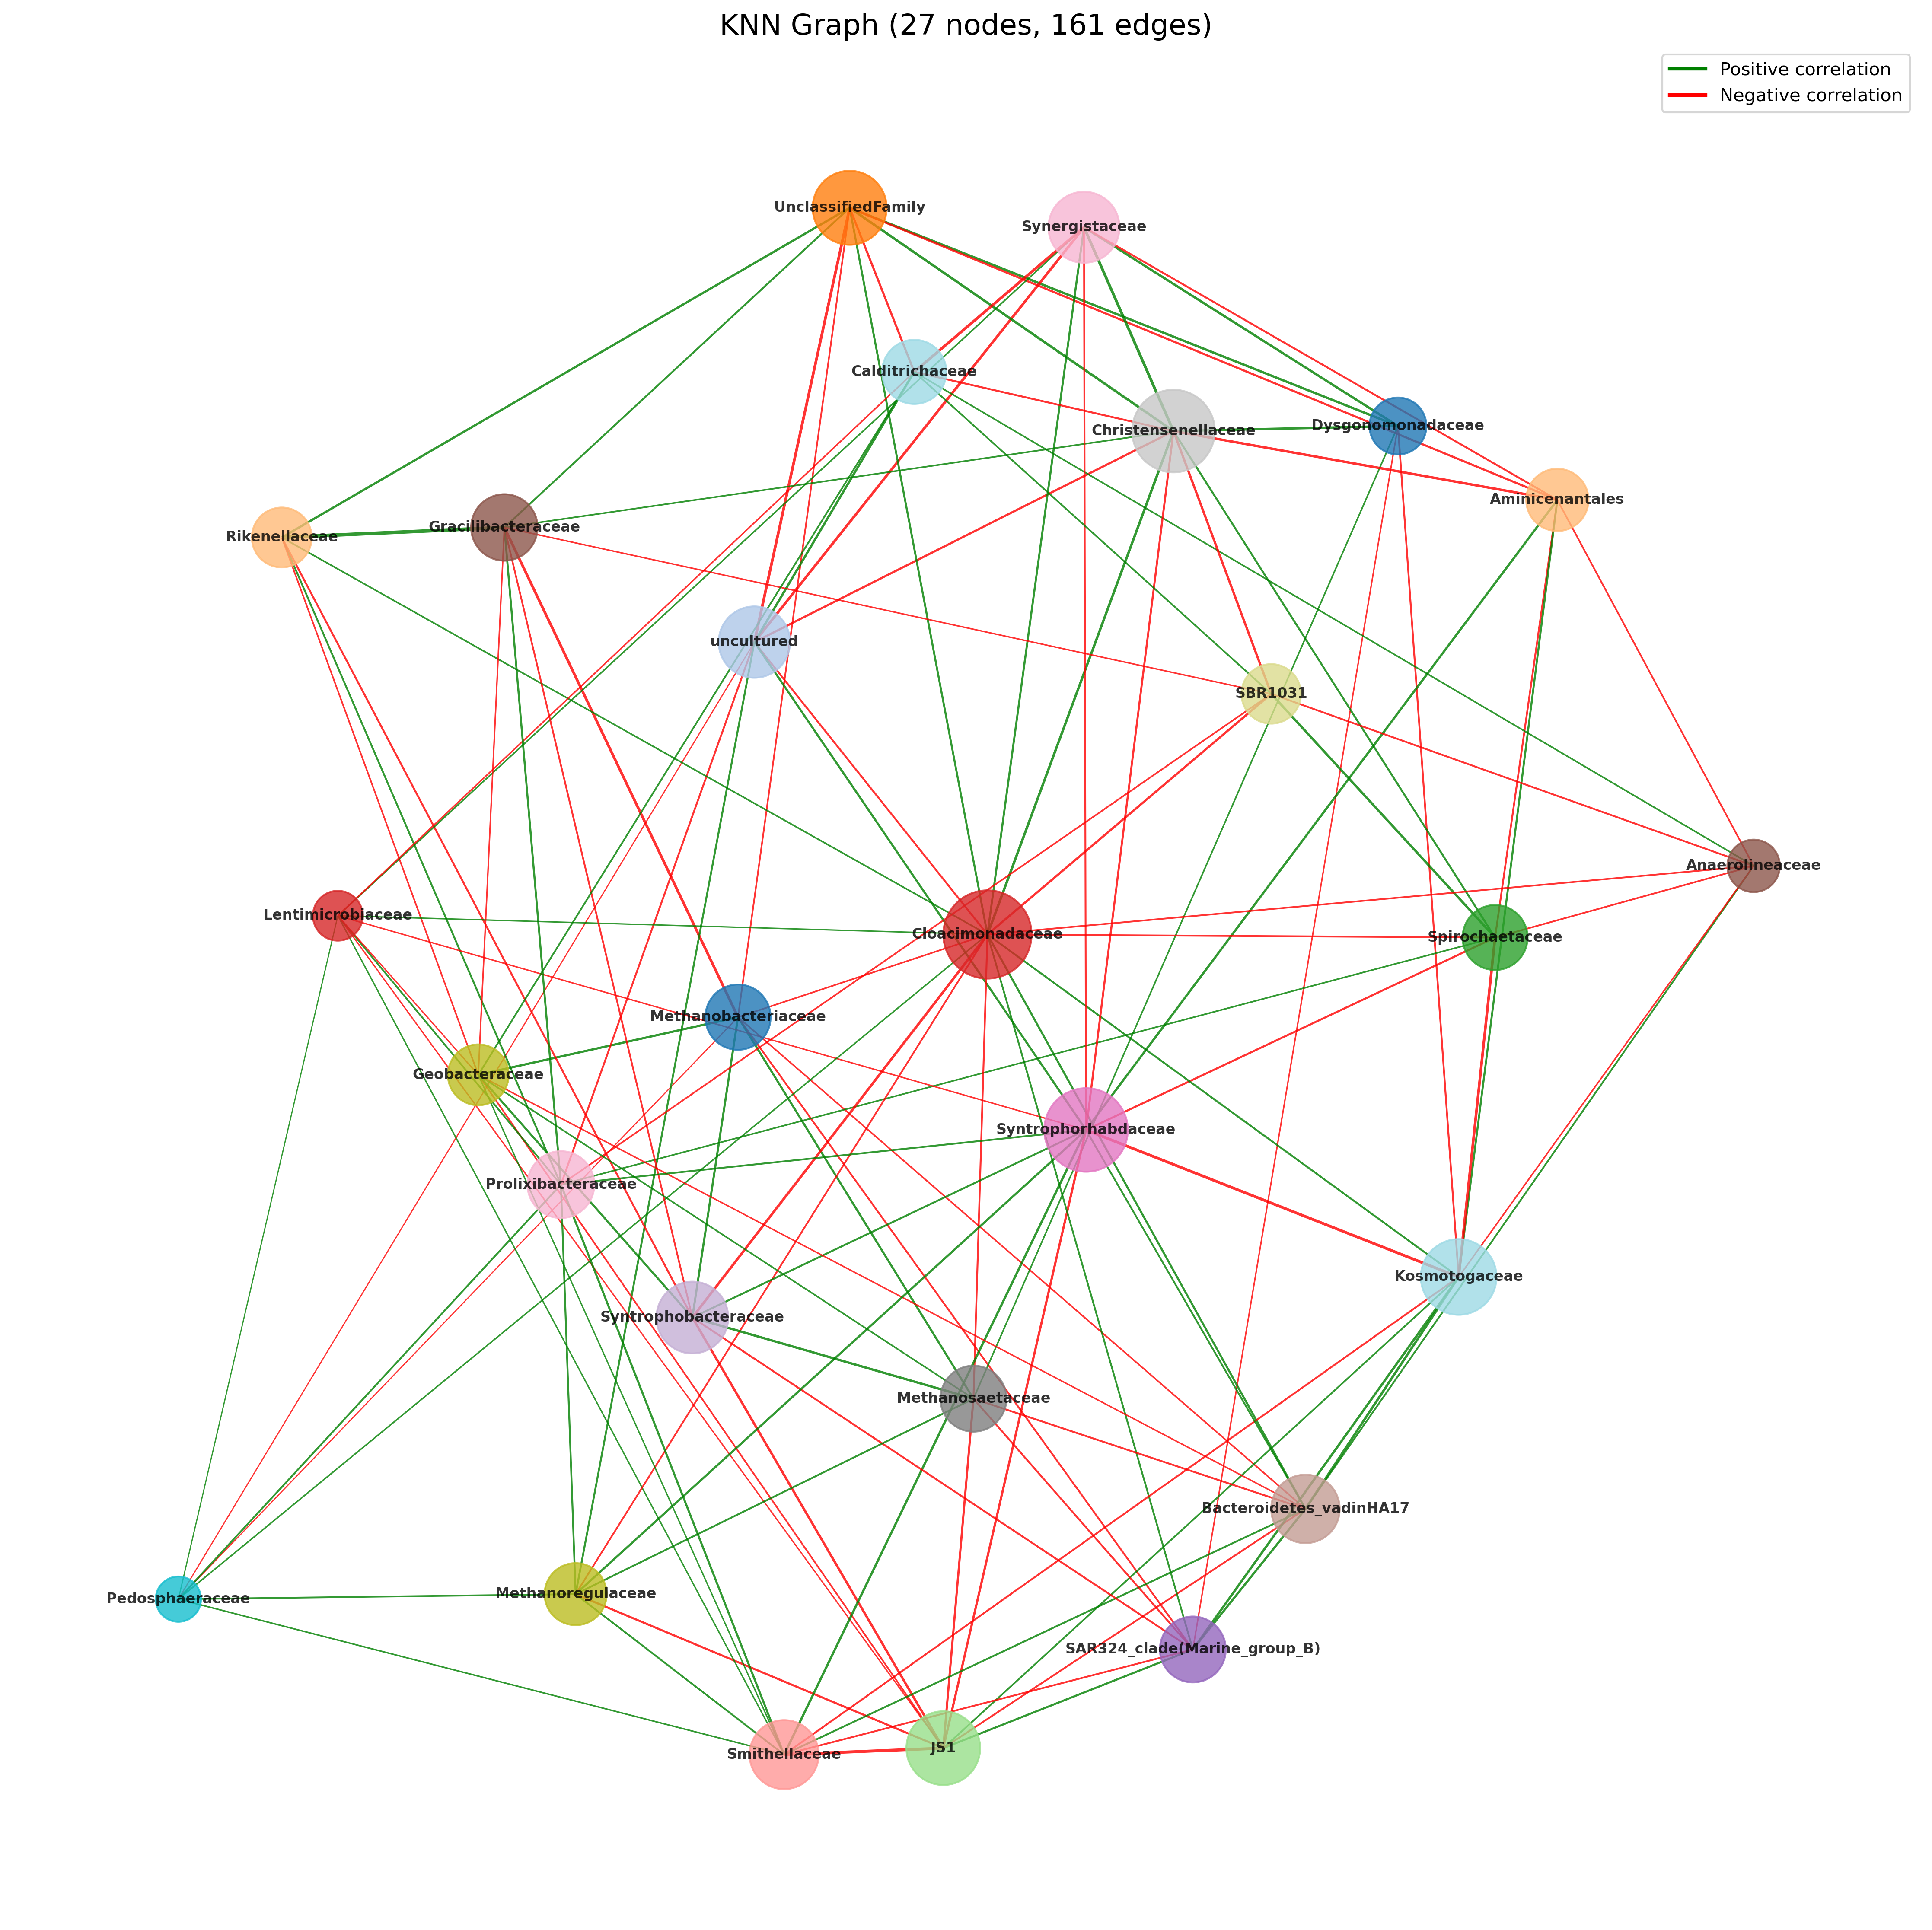 KNN Graph (27 nodes, 161 edges)
Positive correlation
Negative correlation
UnclassifiedFamily
Synergistaceae
Calditrichaceae
Christensenellaceae
Dysgonomonadaceae
Aminicenantales
Gracilibacteraceae
Rikenellaceae
uncultured
SBR1031
Anaerolineaceae
Lentimicrobiaceae
Cloacimonadaceae
Spirochaetaceae
Methanobacteriaceae
Geobacteraceae
Syntrophorhabdaceae
Prolixibacteraceae
Kosmotogaceae
Syntrophobacteraceae
Methanosaetaceae
Bacteroidetes_vadinHA17
Methanoregulaceae
Pedosphaeraceae
SAR324_clade(Marine_group_B)
JS1
Smithellaceae